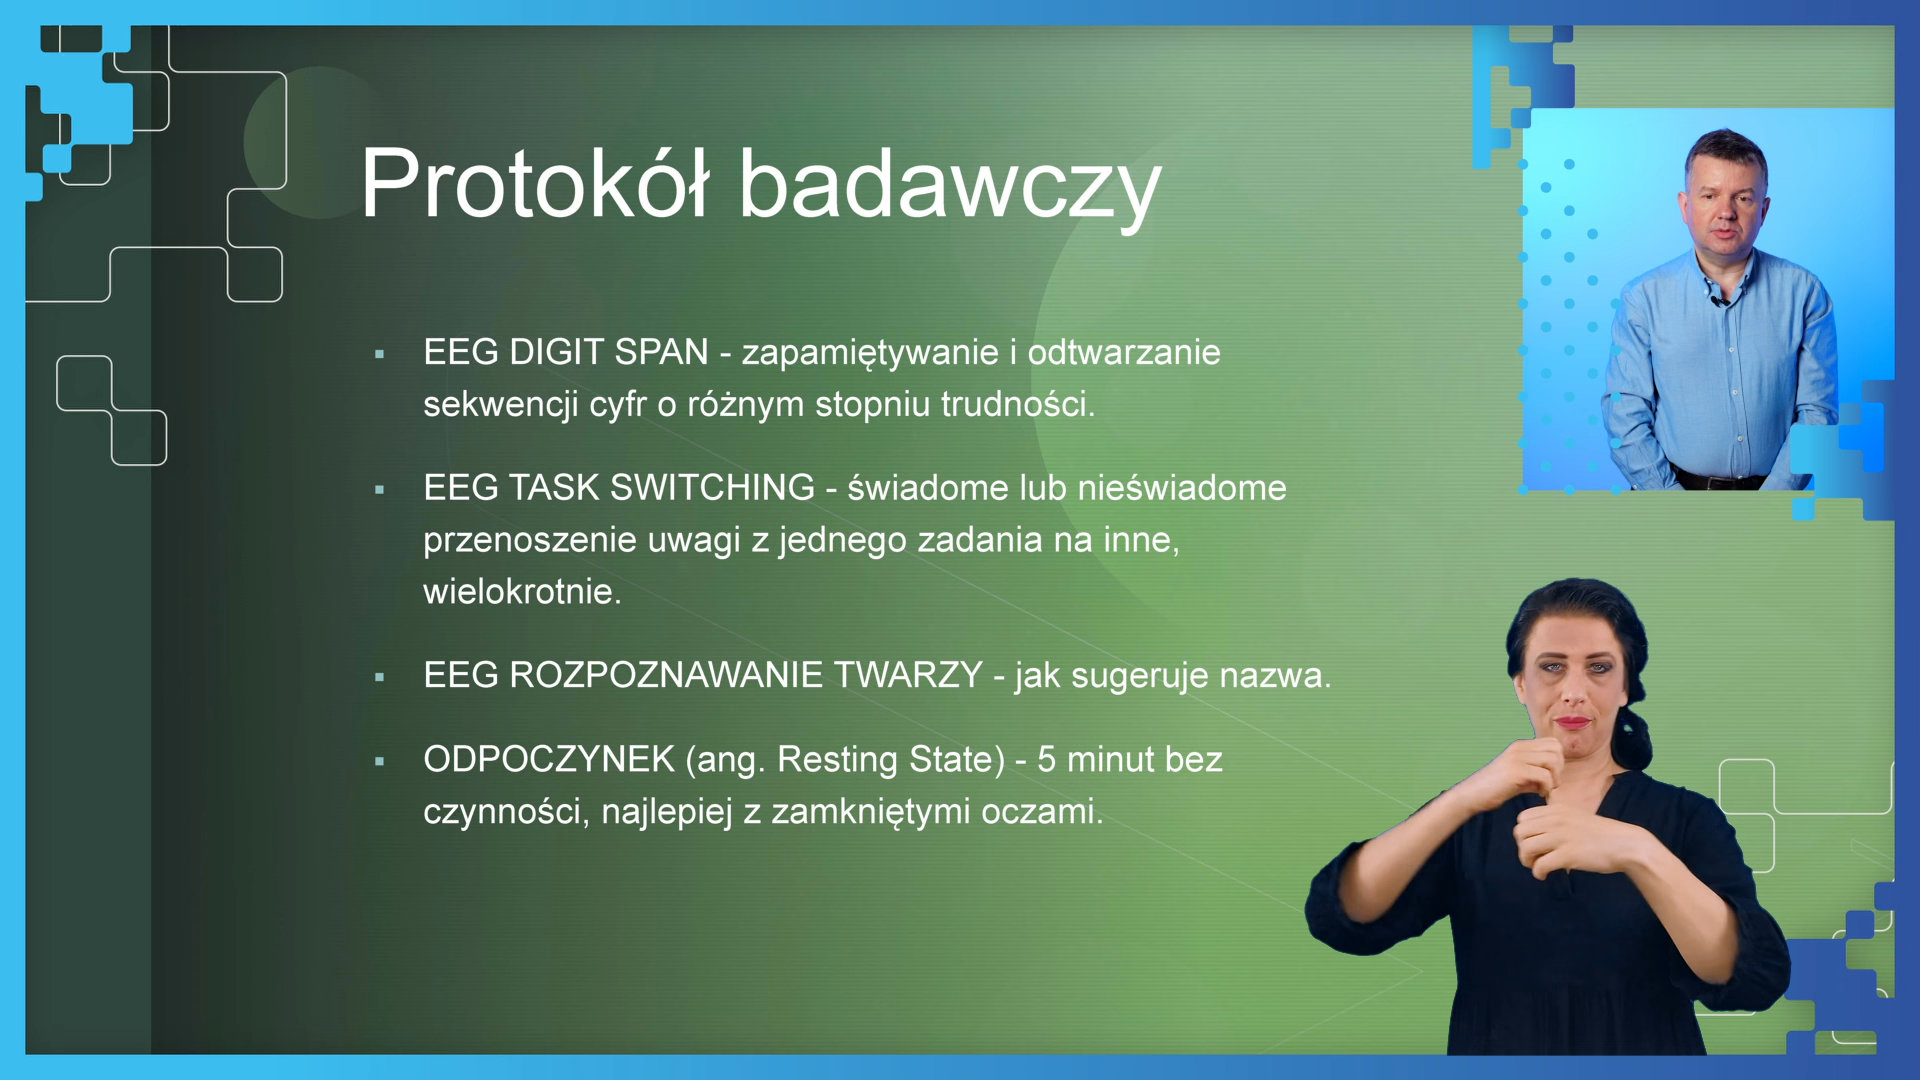 Protokół badawczy
EEG DIGIT SPAN - zapamiętywanie i odtwarzanie
sekwencji cyfr o różnym stopniu trudności.
EEG TASK SWITCHING - świadome lub nieświadome
przenoszenie uwagi z jednego zadania na inne,
wielokrotnie.
EEG ROZPOZNAWANIE TWARZY - jak sugeruje nazwa.
ODPOCZYNEK (ang. Resting State) - 5 minut bez
czynności, najlepiej z zamkniętymi oczami.